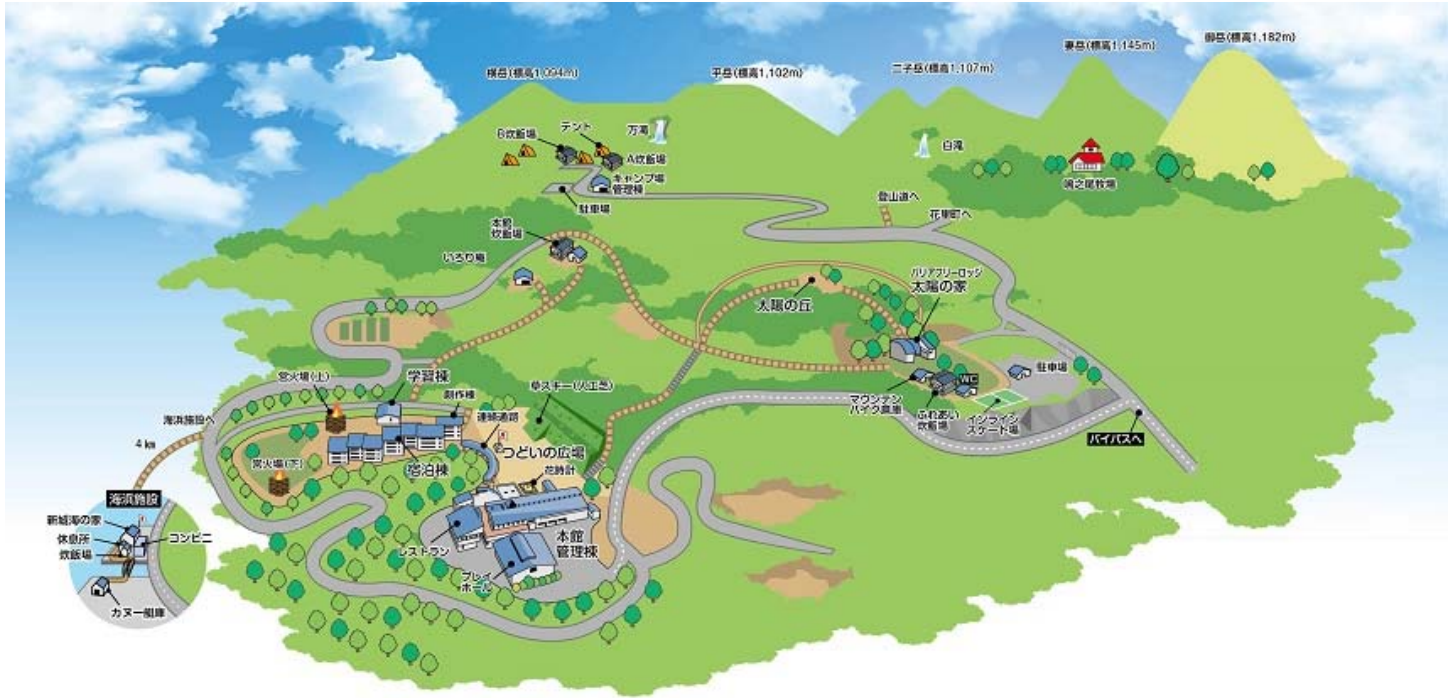 御岳(標高1,182m)
妻岳(標高1,145m)
二子岳(標高1,107m)
平岳(標高1,102m)
横岳(標高1,094m)
テント
万滝
B炊飯場
A炊飯場
白滝
キャンプ場
管理棟
鳴之尾牧場
駐車場
登山道へ
花里町へ
本館
炊飯場
いろり庵
バリアフリーロッジ
太陽の家
太陽の丘
営火場(上)
学習棟
創作棟
草スキー(人工芝)
駐車場
WC
マウンテン
バイク倉庫
ふれあい
炊飯場
インライン
スケート場
バイパスへ
海浜施設へ
4km
連絡通路
つどいの広場
営火場(下)
宿泊棟
花時計
海浜施設
新城海の家
休息所
コンビニ
炊飯場
カヌー艇庫
レストラン
本館
管理棟
プレイ
ホール